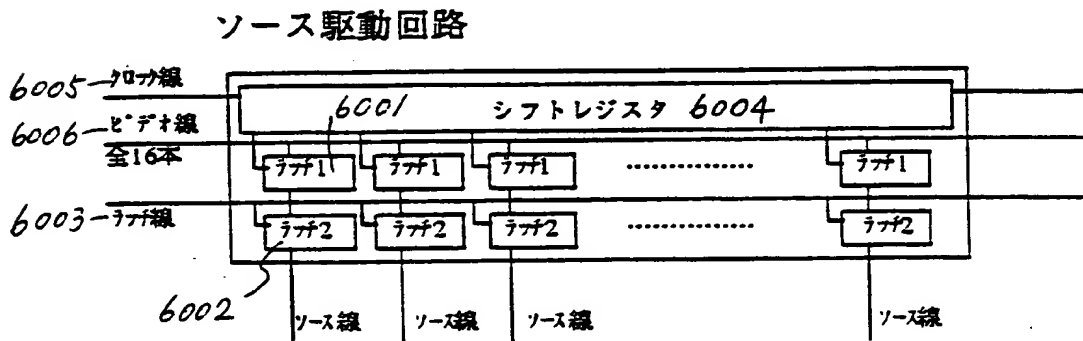 ソース駆動回路
6005 クロック線
6001 シフトレジスタ 6004
6006 ビデオ線
全16本
ラッチ1 ラッチ1 ラッチ1 ラッチ1
6003 ラッチ線
ラッチ2 ラッチ2 ラッチ2 ラッチ2
6002
ソース線 ソース線 ソース線 ソース線